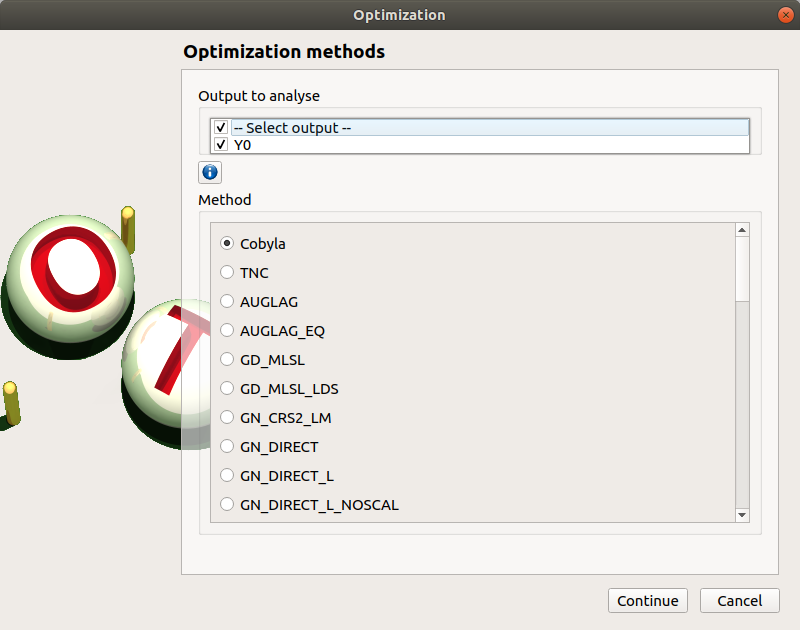 Optimization
Optimization methods
Output to analyse
-- Select output --
Y0
Method
Cobyla
TNC
AUGLAG
AUGLAG_EQ
GD_MLSL
GD_MLSL_LDS
GN_CRS2_LM
GN_DIRECT
GN_DIRECT_L
GN_DIRECT_L_NOSCAL
Continue
Cancel